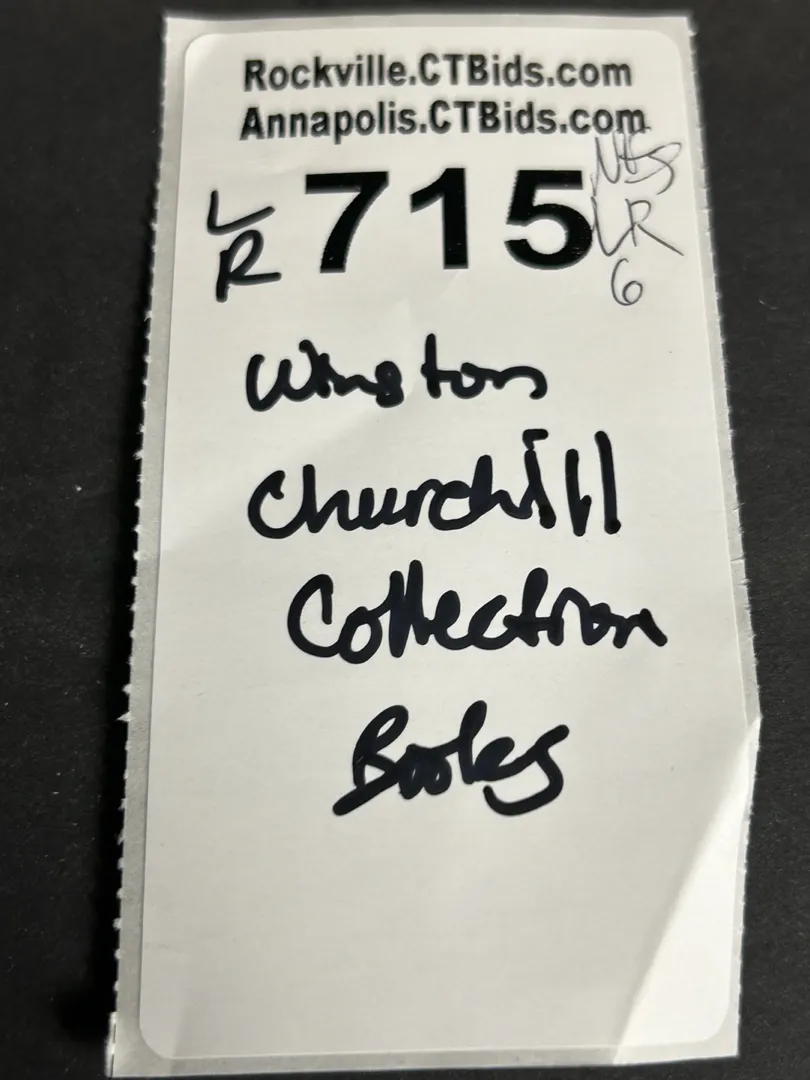 Rockville.CTBids.com
Annapolis.CTBids.com
L
R
715
LR
6
Winston
Churchill
Collection
Books